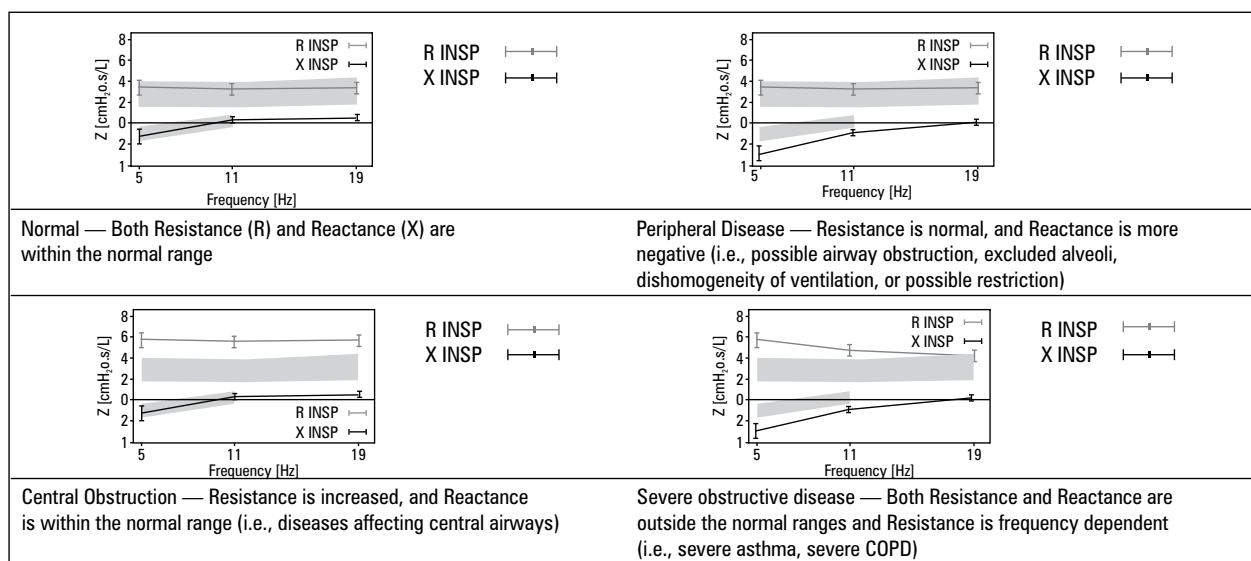 8
6
4
2
0
2
1
Z [cmH₂o.s/L]
R INSP
X INSP
5
11
19
Frequency [Hz]
R INSP
X INSP
8
6
4
2
0
2
1
Z [cmH₂o.s/L]
R INSP
X INSP
5
11
19
Frequency [Hz]
R INSP
X INSP
Normal — Both Resistance (R) and Reactance (X) are
within the normal range
Peripheral Disease — Resistance is normal, and Reactance is more
negative (i.e., possible airway obstruction, excluded alveoli,
dishomogeneity of ventilation, or possible restriction)
8
6
4
2
0
2
1
Z [cmH₂o.s/L]
R INSP
X INSP
5
11
19
Frequency [Hz]
R INSP
X INSP
8
6
4
2
0
2
1
Z [cmH₂o.s/L]
R INSP
X INSP
5
11
19
Frequency [Hz]
R INSP
X INSP
Central Obstruction — Resistance is increased, and Reactance
is within the normal range (i.e., diseases affecting central airways)
Severe obstructive disease — Both Resistance and Reactance are
outside the normal ranges and Resistance is frequency dependent
(i.e., severe asthma, severe COPD)